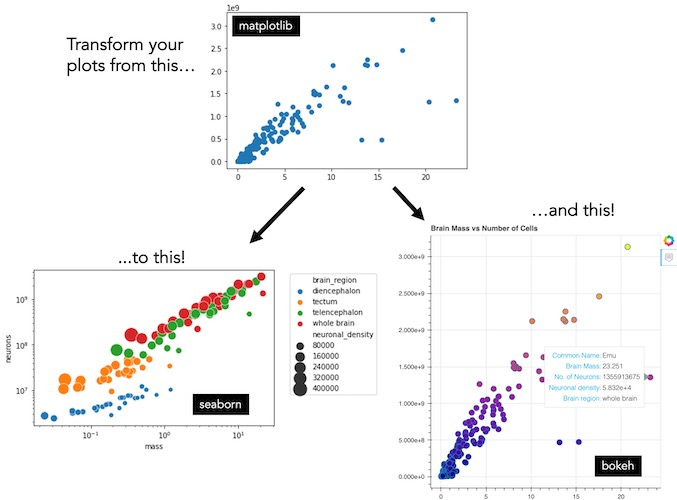 Transform your
plots from this…
1e9
matplotlib
3.0
2.5
2.0
1.5
1.0
0.5
0.0
0
5
10
15
20
...to this!
…and this!
10⁹
10⁸
10⁷
neurons
10⁻¹
10⁰
10¹
mass
seaborn
brain_region
diencephalon
tectum
telencephalon
whole brain
neuronal_density
80000
160000
240000
320000
400000
Brain Mass vs Number of Cells
3.000e+9
2.500e+9
2.000e+9
1.500e+9
1.000e+9
5.000e+8
0.000e+0
0
5
10
15
20
Common Name: Emu
Brain Mass: 23.251
No. of Neurons: 1355913675
Neuronal density: 5.832e+4
Brain region: whole brain
bokeh